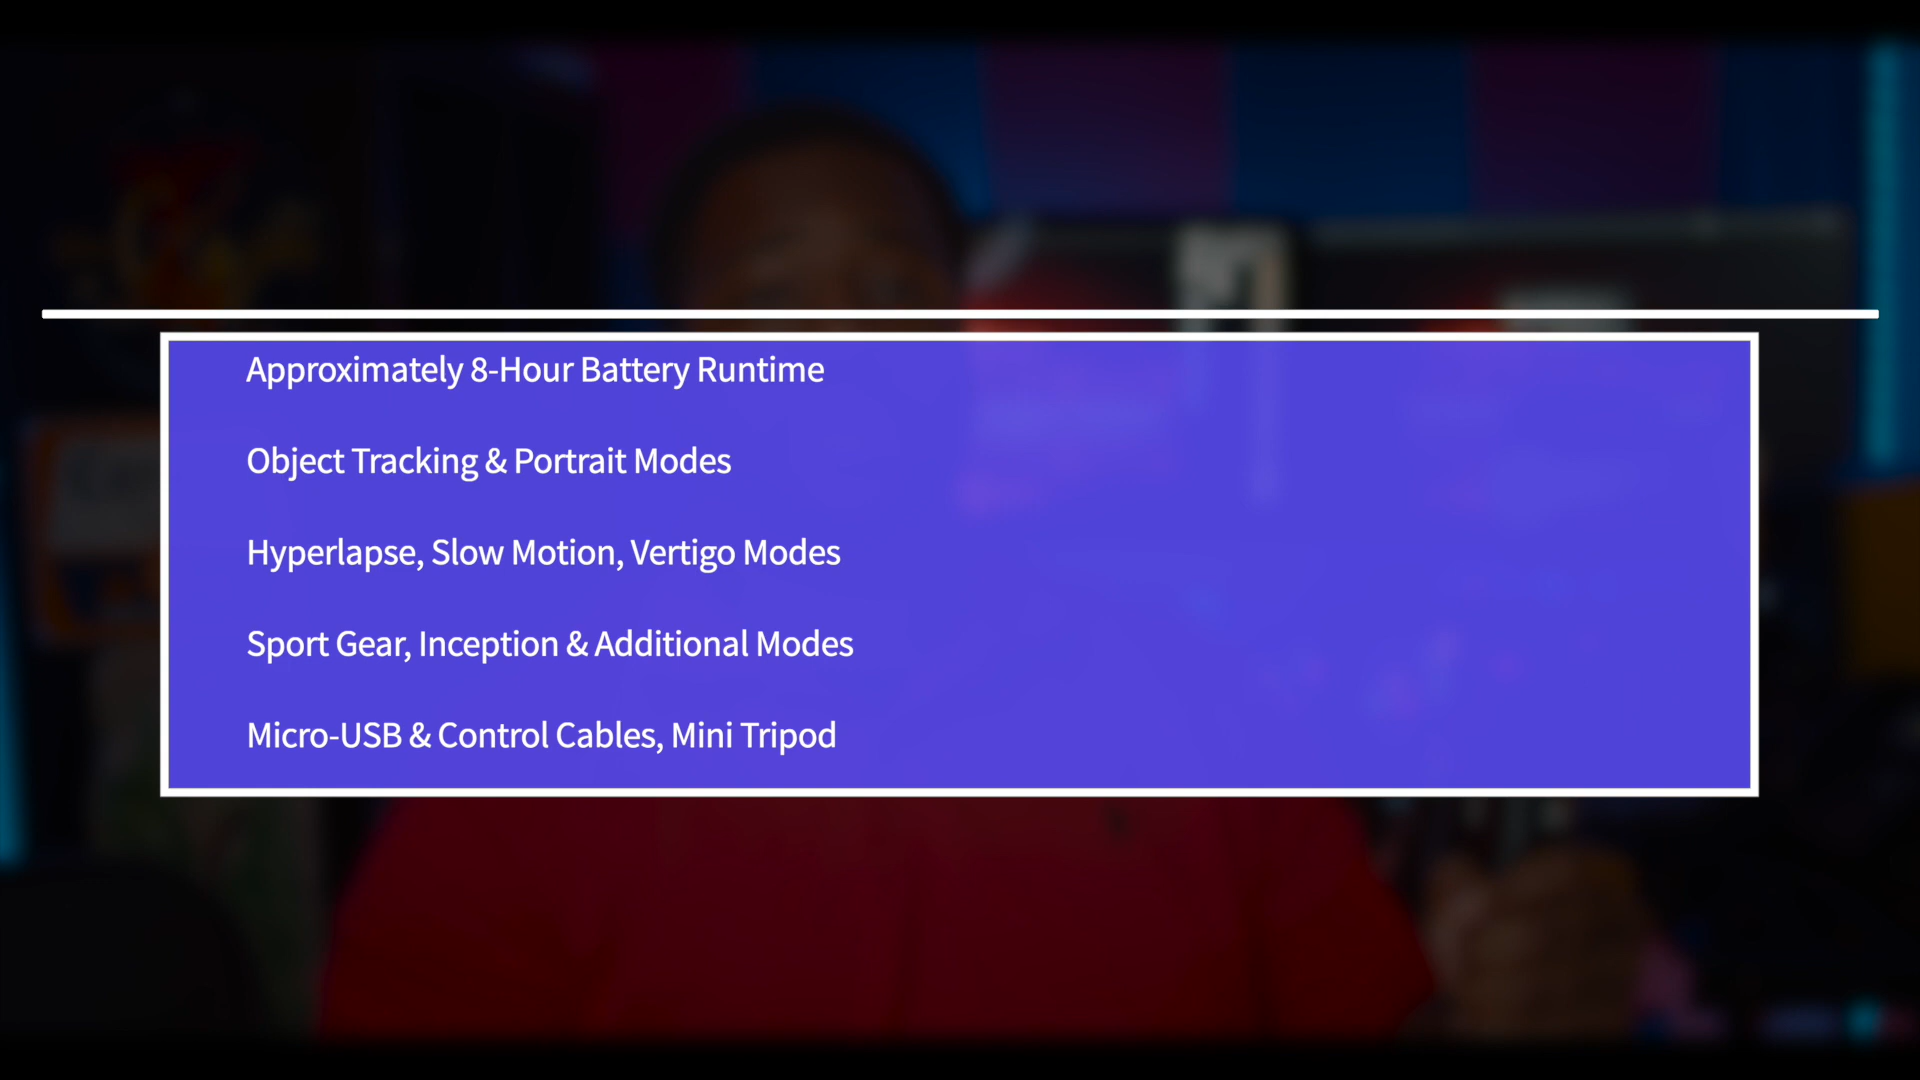 Approximately 8-Hour Battery Runtime
Object Tracking & Portrait Modes
Hyperlapse, Slow Motion, Vertigo Modes
Sport Gear, Inception & Additional Modes
Micro-USB & Control Cables, Mini Tripod